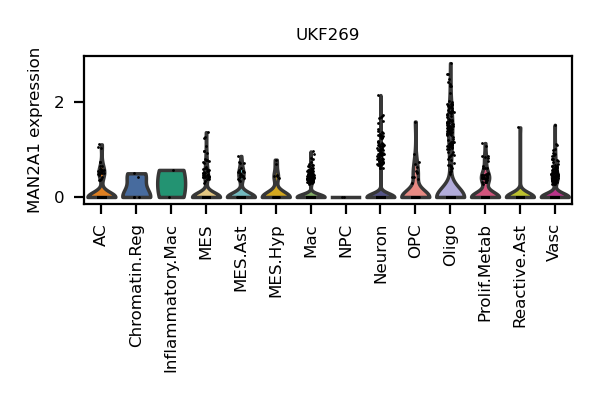 UKF269
MAN2A1 expression
2
0
AC
Chromatin.Reg
Inflammatory.Mac
MES
MES.Ast
MES.Hyp
Mac
NPC
Neuron
OPC
Oligo
Prolif.Metab
Reactive.Ast
Vasc